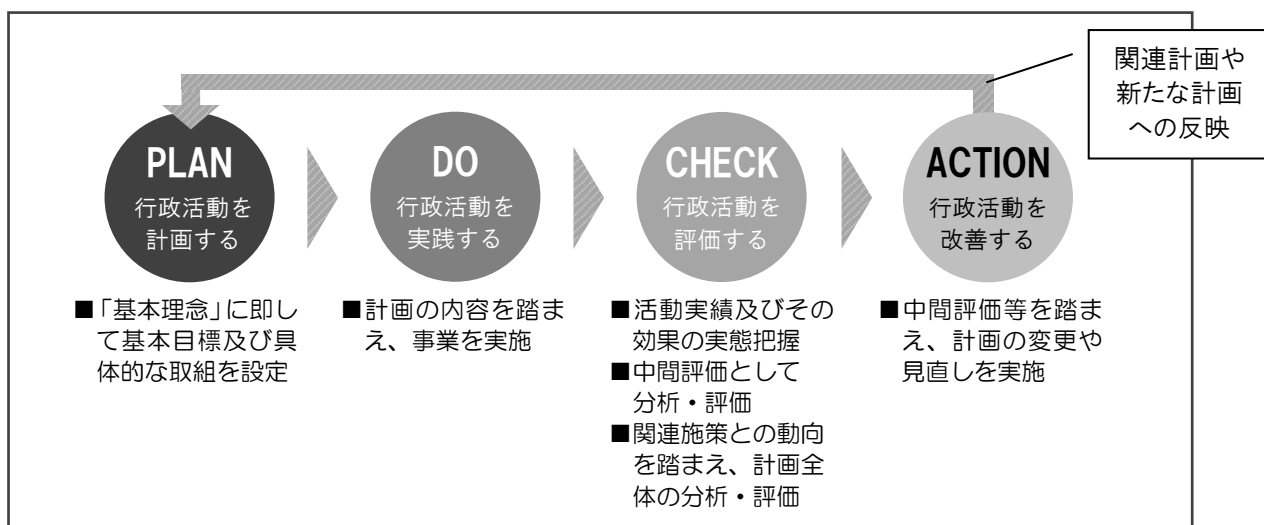 関連計画や
新たな計画
への反映
PLAN
行政活動を
計画する
DO
行政活動を
実践する
CHECK
行政活動を
評価する
ACTION
行政活動を
改善する
■「基本理念」に即し
て基本目標及び具
体的な取組を設定
■計画の内容を踏ま
え、事業を実施
■活動実績及びその
効果の実態把握
■中間評価として
分析・評価
■関連施策との動向
を踏まえ、計画全
体の分析・評価
■中間評価等を踏ま
え、計画の変更や
見直しを実施